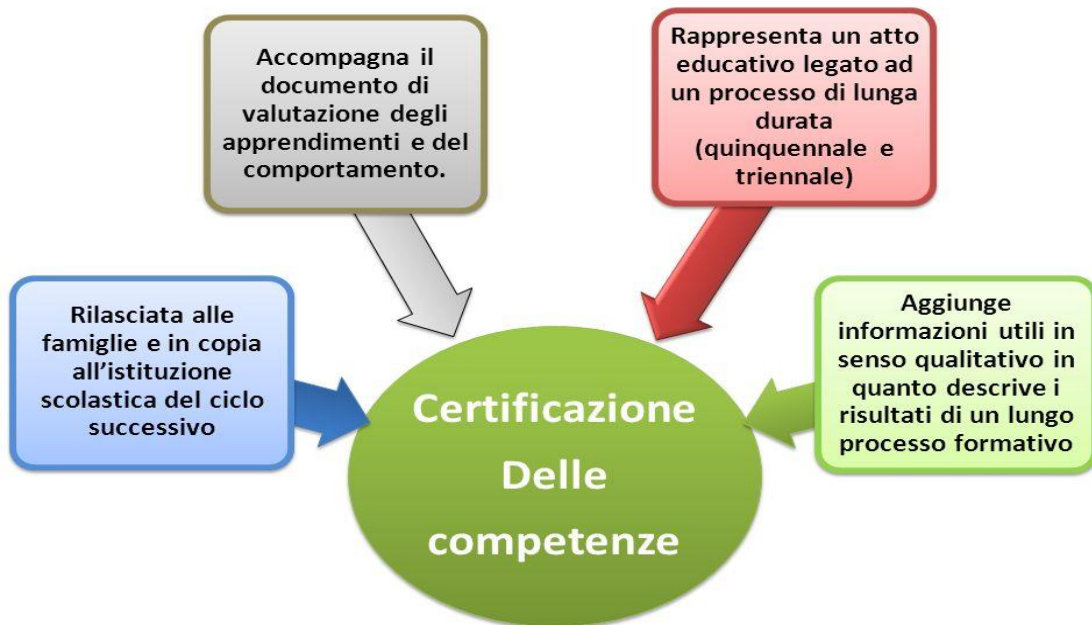 Accompagna il
documento di
valutazione degli
apprendimenti e del
comportamento.
Rappresenta un atto
educativo legato ad
un processo di lunga
durata
(quinquennale e
triennale)
Rilasciata alle
famiglie e in copia
all'istituzione
scolastica del ciclo
successivo
Aggiunge
informazioni utili in
senso qualitativo in
quanto descrive i
risultati di un lungo
processo formativo
Certificazione
Delle
competenze